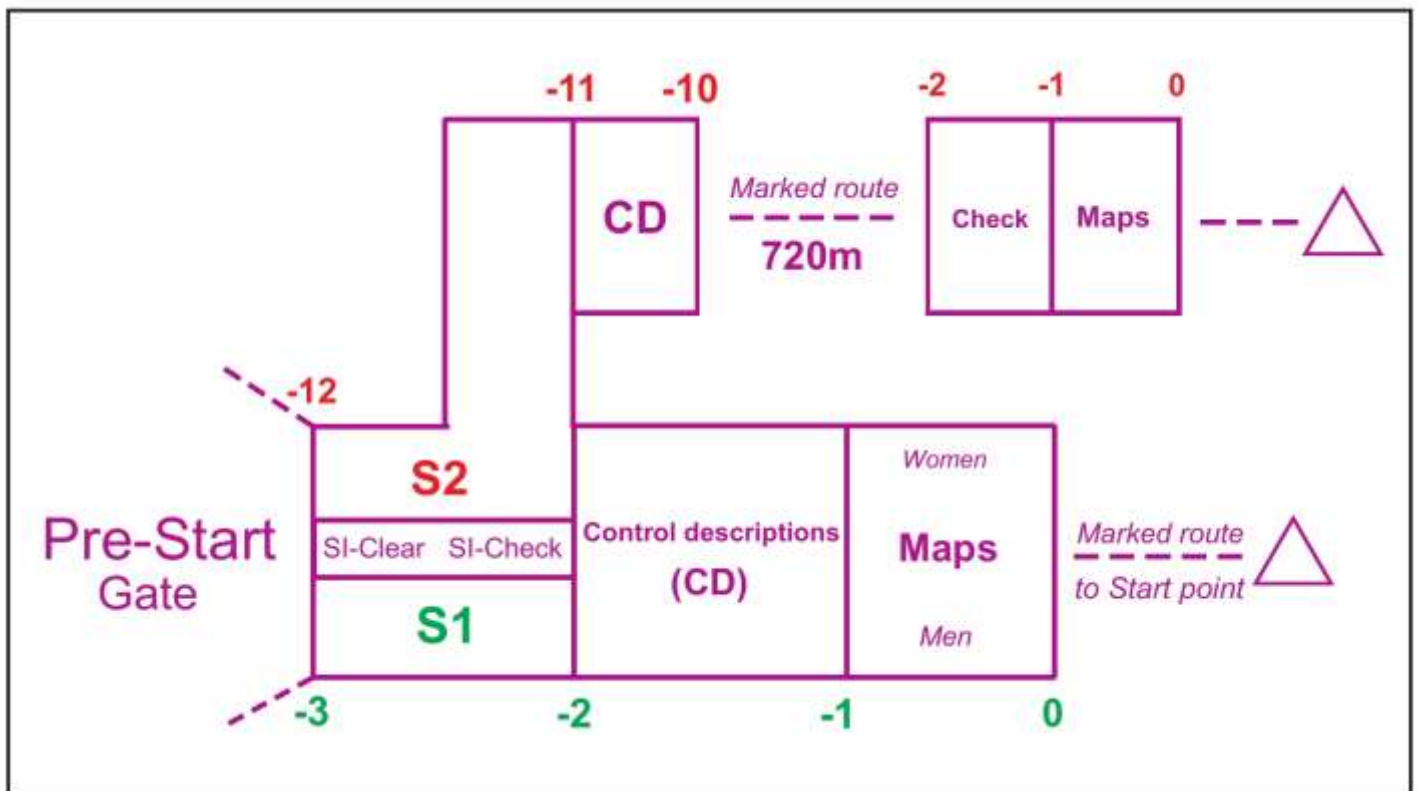 -11 -10 -2 -1 0
Marked route
CD
720m
Check Maps
-12
S2
Women
Pre-Start
Gate
SI-Clear SI-Check
Control descriptions
(CD)
Maps
Marked route
to Start point
S1
Men
-3 -2 -1 0